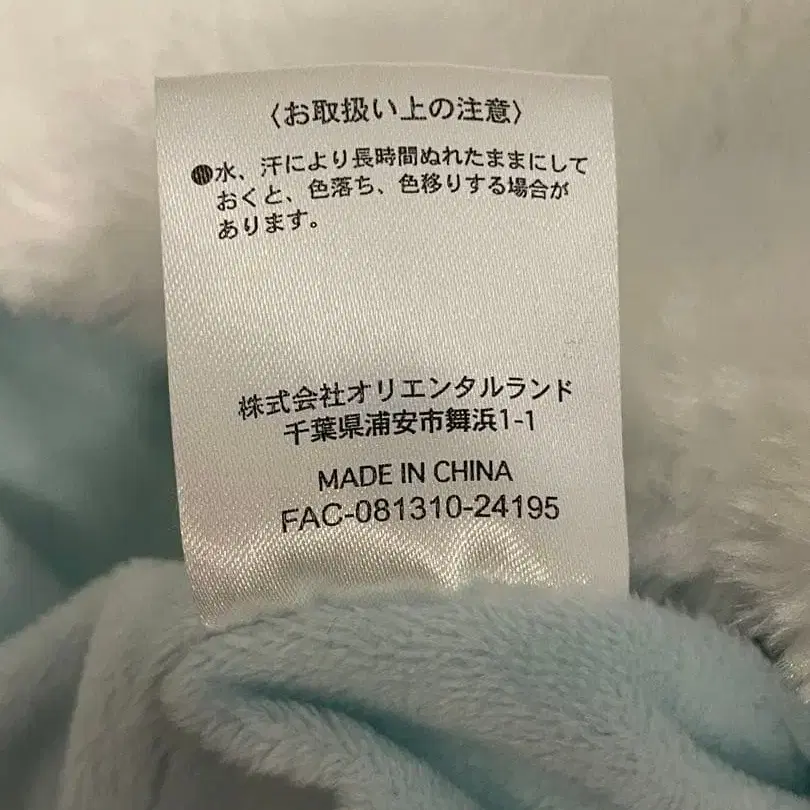 〈お取扱い上の注意〉
●水、汗により長時間ぬれたままにして
おくと、色落ち、色移りする場合が
あります。
株式会社オリエンタルランド
千葉県浦安市舞浜1-1
MADE IN CHINA
FAC-081310-24195